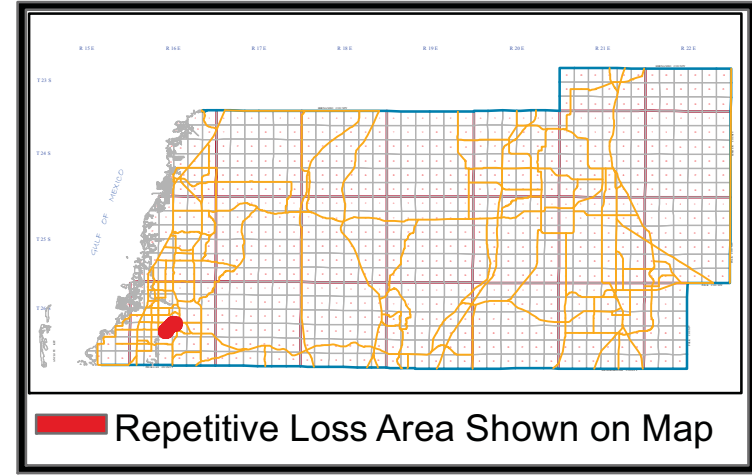 R 15 E R 16 E R 17 E R 18 E R 19 E R 20 E R 21 E R 22 E
T 23 S
T 24 S
GULF OF MEXICO
T 25 S
T 26 S
Repetitive Loss Area Shown on Map